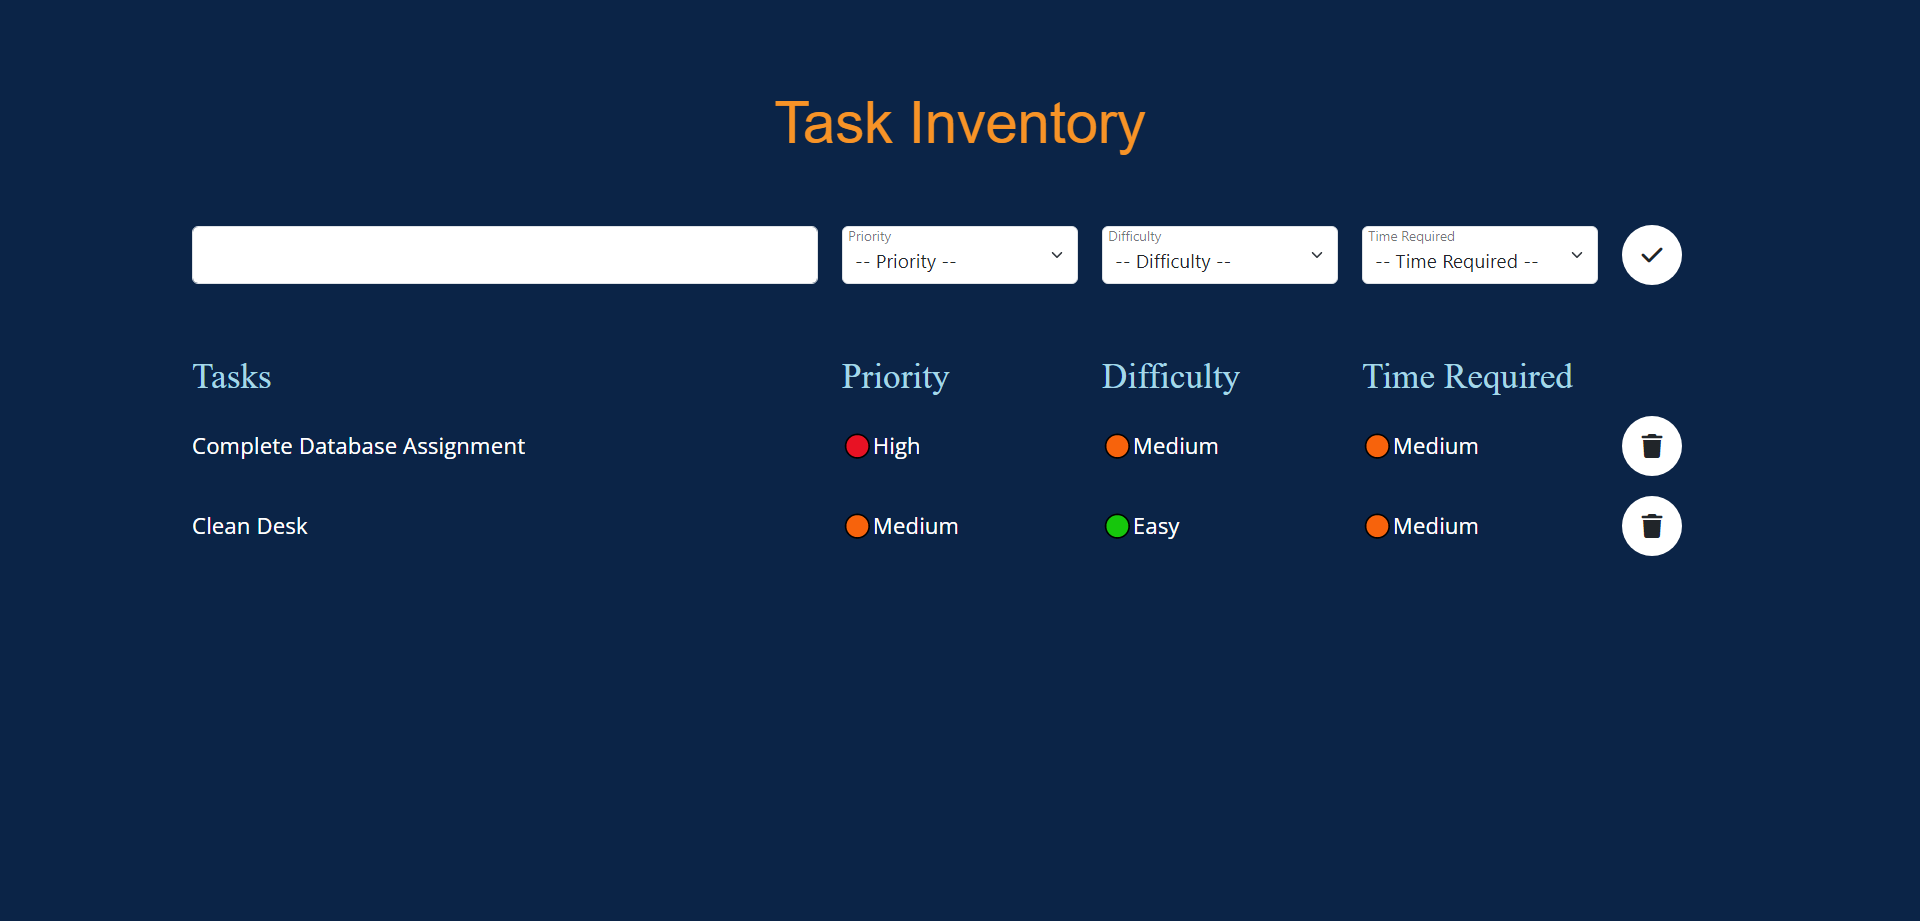 Task Inventory
Priority Difficulty Time Required
-- Priority -- -- Difficulty -- -- Time Required --
Tasks Priority Difficulty Time Required
Complete Database Assignment High Medium Medium
Clean Desk Medium Easy Medium